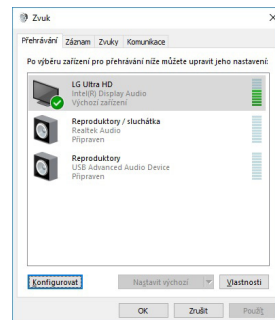 Zvuk
Přehrávání Záznam Zvuky Komunikace
Po výběru zařízení pro přehrávání níže můžete upravit jeho nastavení:
LG Ultra HD
Intel(R) Display Audio
Výchozí zařízení
Reproduktory / sluchátka
Realtek Audio
Připraven
Reproduktory
USB Advanced Audio Device
Připraven
Konfigurovat Nastavit výchozí Vlastnosti
OK Zrušit Použít